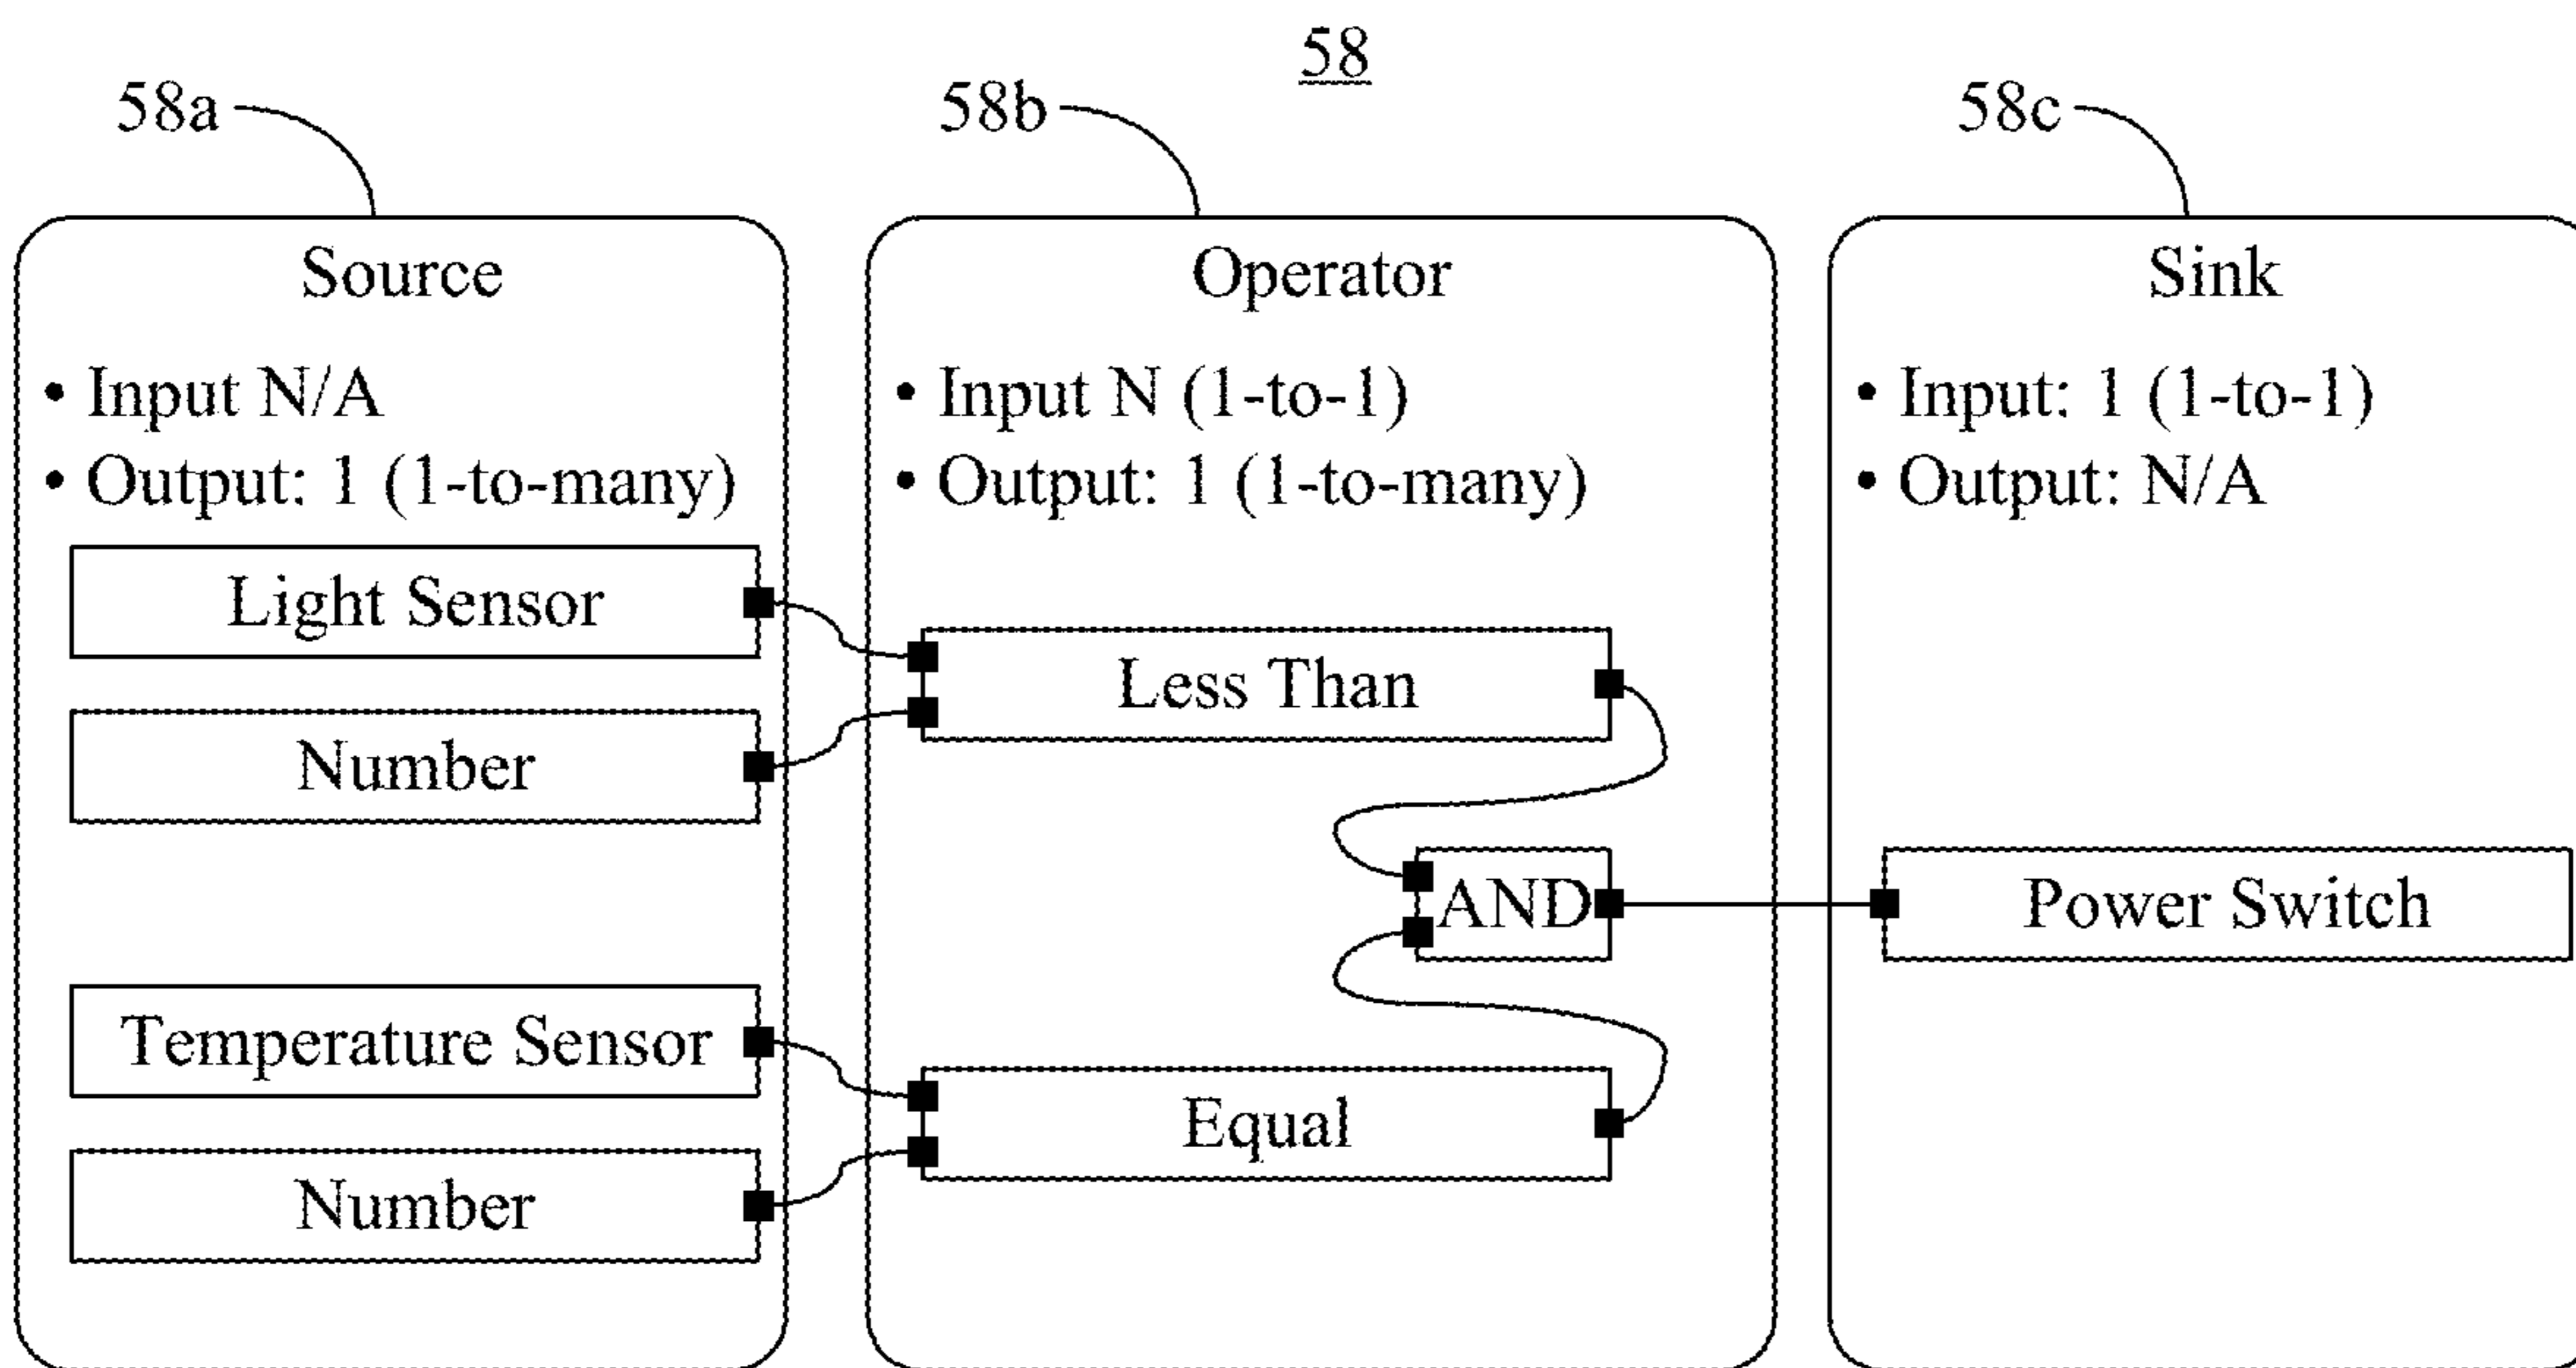 58
58a
58b
58c
Source
• Input N/A
• Output: 1 (1-to-many)
Light Sensor
Number
Temperature Sensor
Number
Operator
• Input N (1-to-1)
• Output: 1 (1-to-many)
Less Than
AND
Equal
Sink
• Input: 1 (1-to-1)
• Output: N/A
Power Switch